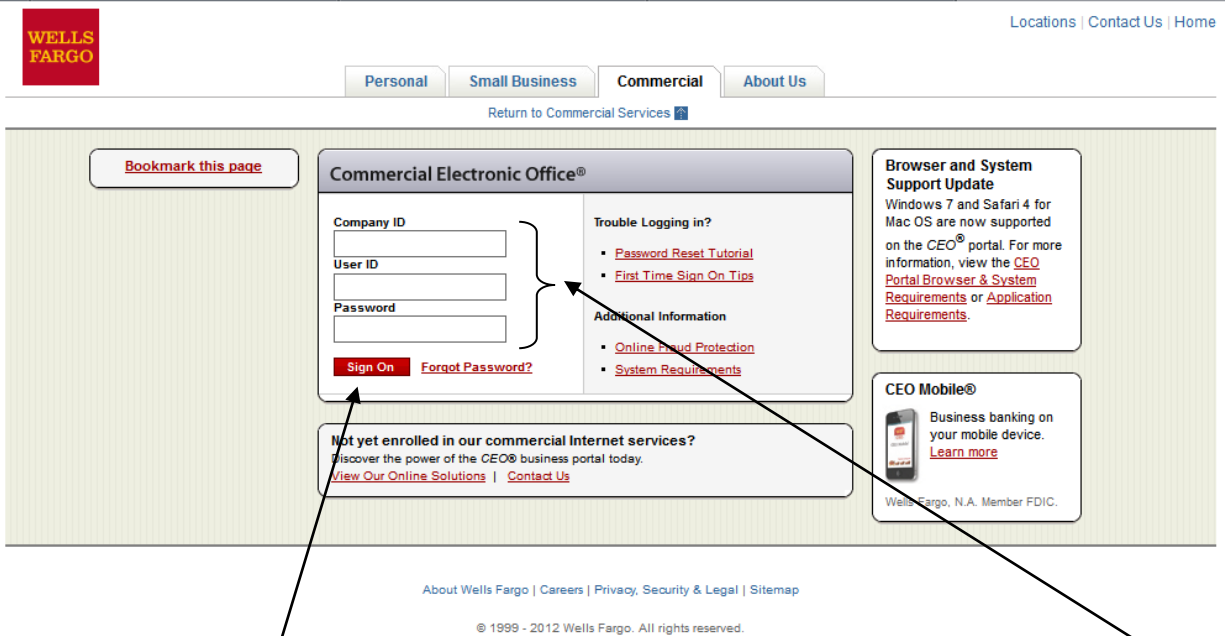 WELLS
FARGO
Locations | Contact Us | Home
Personal
Small Business
Commercial
About Us
Return to Commercial Services
Bookmark this page
Commercial Electronic Office®
Company ID
User ID
Password
Sign On
Forgot Password?
Trouble Logging in?
Password Reset Tutorial
First Time Sign On Tips
Additional Information
Online Fraud Protection
System Requirements
Not yet enrolled in our commercial Internet services?
Discover the power of the CEO® business portal today.
View Our Online Solutions | Contact Us
Browser and System
Support Update
Windows 7 and Safari 4 for
Mac OS are now supported
on the CEO® portal. For more
information, view the CEO
Portal Browser & System
Requirements or Application
Requirements.
CEO Mobile®
Business banking on
your mobile device.
Learn more
Wells Fargo, N.A. Member FDIC.
About Wells Fargo | Careers | Privacy, Security & Legal | Sitemap
© 1999 - 2012 Wells Fargo. All rights reserved.